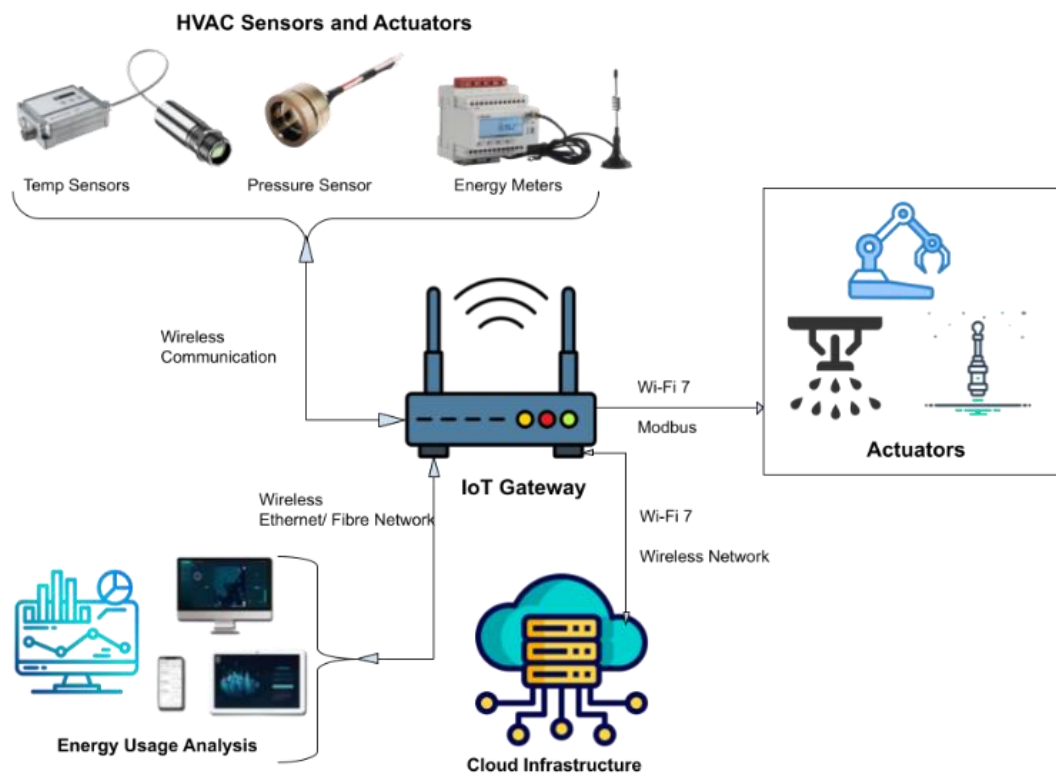 HVAC Sensors and Actuators
Temp Sensors
Pressure Sensor
Energy Meters
Wireless
Communication
Wi-Fi 7
Modbus
Actuators
IoT Gateway
Wireless
Ethernet/ Fibre Network
Wi-Fi 7
Wireless Network
Energy Usage Analysis
Cloud Infrastructure